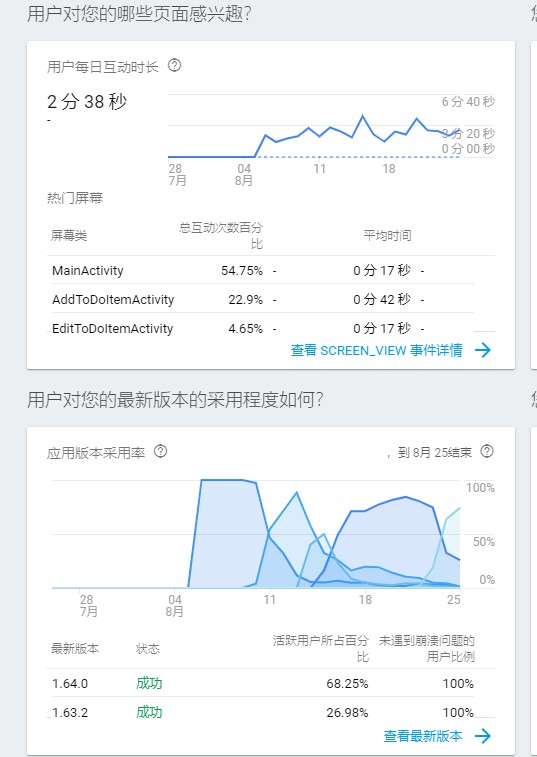 用户对您的哪些页面感兴趣?
用户每日互动时长
2 分 38 秒
-
6 分 40 秒
3 分 20 秒
0 分 00 秒
28 04 11 18
7月 8月
热门屏幕
屏幕类 总互动次数百分比 平均时间
MainActivity 54.75% - 0 分 17 秒 -
AddToDoItemActivity 22.9% - 0 分 42 秒 -
EditToDoItemActivity 4.65% - 0 分 17 秒 -
查看 SCREEN_VIEW 事件详情
用户对您的最新版本的采用程度如何?
应用版本采用率 ，到 8月 25结束
100%
50%
0%
28 04 11 18 25
7月 8月
最新版本 状态 活跃用户所占百分比 未遇到崩溃问题的用户比例
1.64.0 成功 68.25% 100%
1.63.2 成功 26.98% 100%
查看最新版本